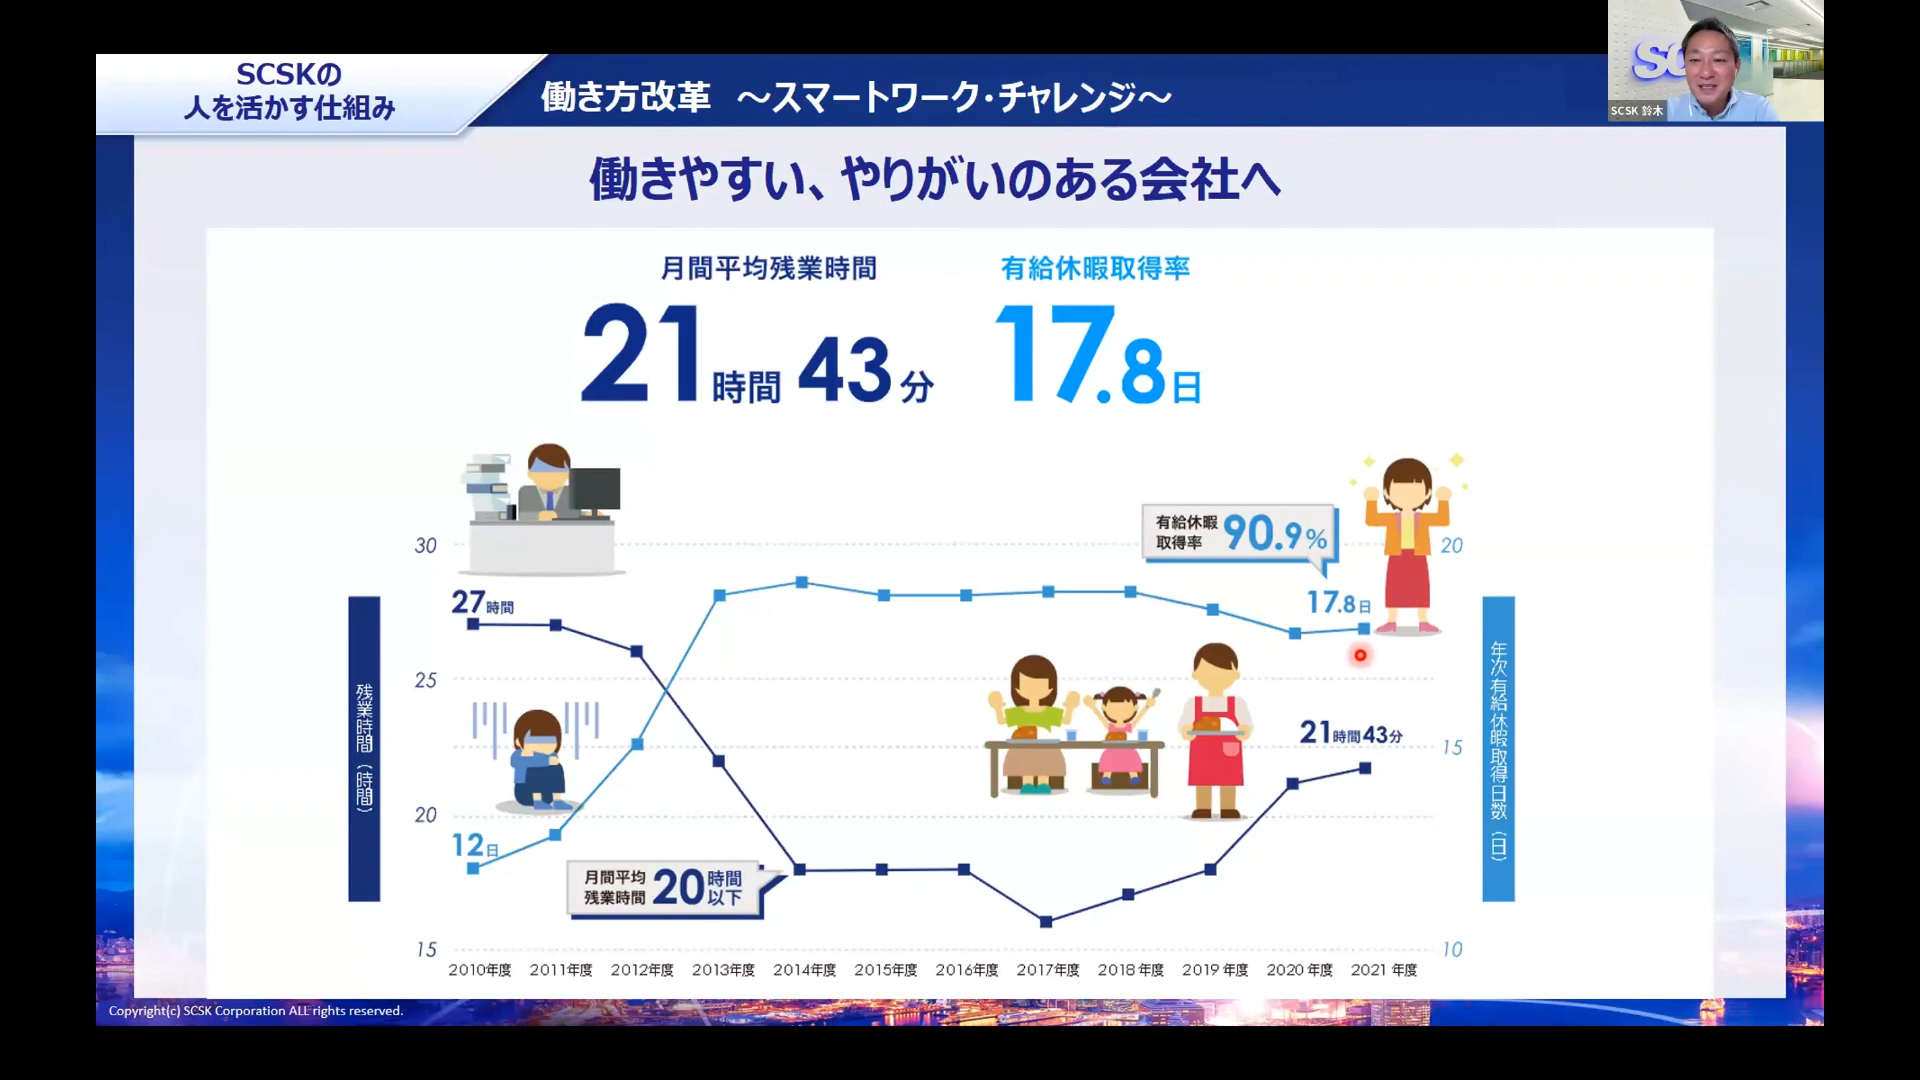 SCSKの
人を活かす仕組み
働き方改革 ～スマートワーク・チャレンジ～
SCSK 鈴木
働きやすい、やりがいのある会社へ
月間平均残業時間
21時間43分
有給休暇取得率
17.8日
有給休暇
取得率 90.9%
30
25
20
15
残業時間（時間）
27時間
12日
月間平均
残業時間 20時間以下
17.8日
21時間43分
20
15
10
年次有給休暇取得日数（日）
2010年度 2011年度 2012年度 2013年度 2014年度 2015年度 2016年度 2017年度 2018年度 2019年度 2020年度 2021年度
Copyright(c) SCSK Corporation ALL rights reserved.